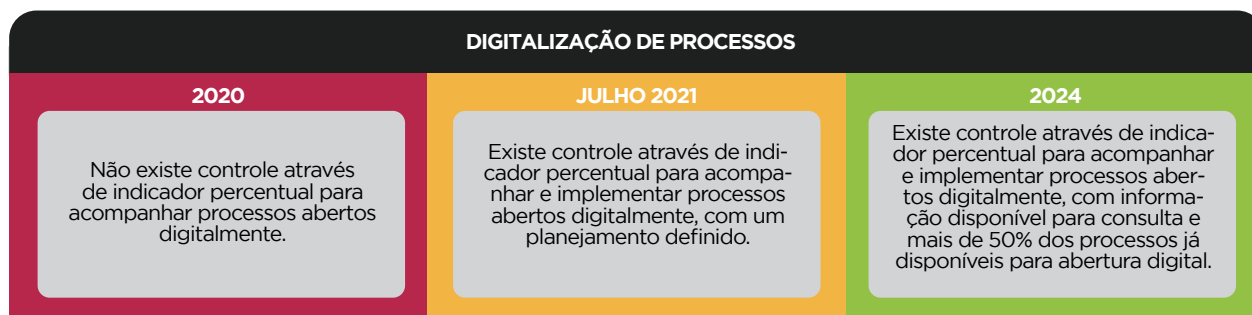 DIGITALIZAÇÃO DE PROCESSOS
2020
Não existe controle através
de indicador percentual para
acompanhar processos abertos
digitalmente.
JULHO 2021
Existe controle através de indi-
cador percentual para acompa-
nhar e implementar processos
abertos digitalmente, com um
planejamento definido.
2024
Existe controle através de indica-
dor percentual para acompanhar
e implementar processos aber-
tos digitalmente, com informa-
ção disponível para consulta e
mais de 50% dos processos já
disponíveis para abertura digital.